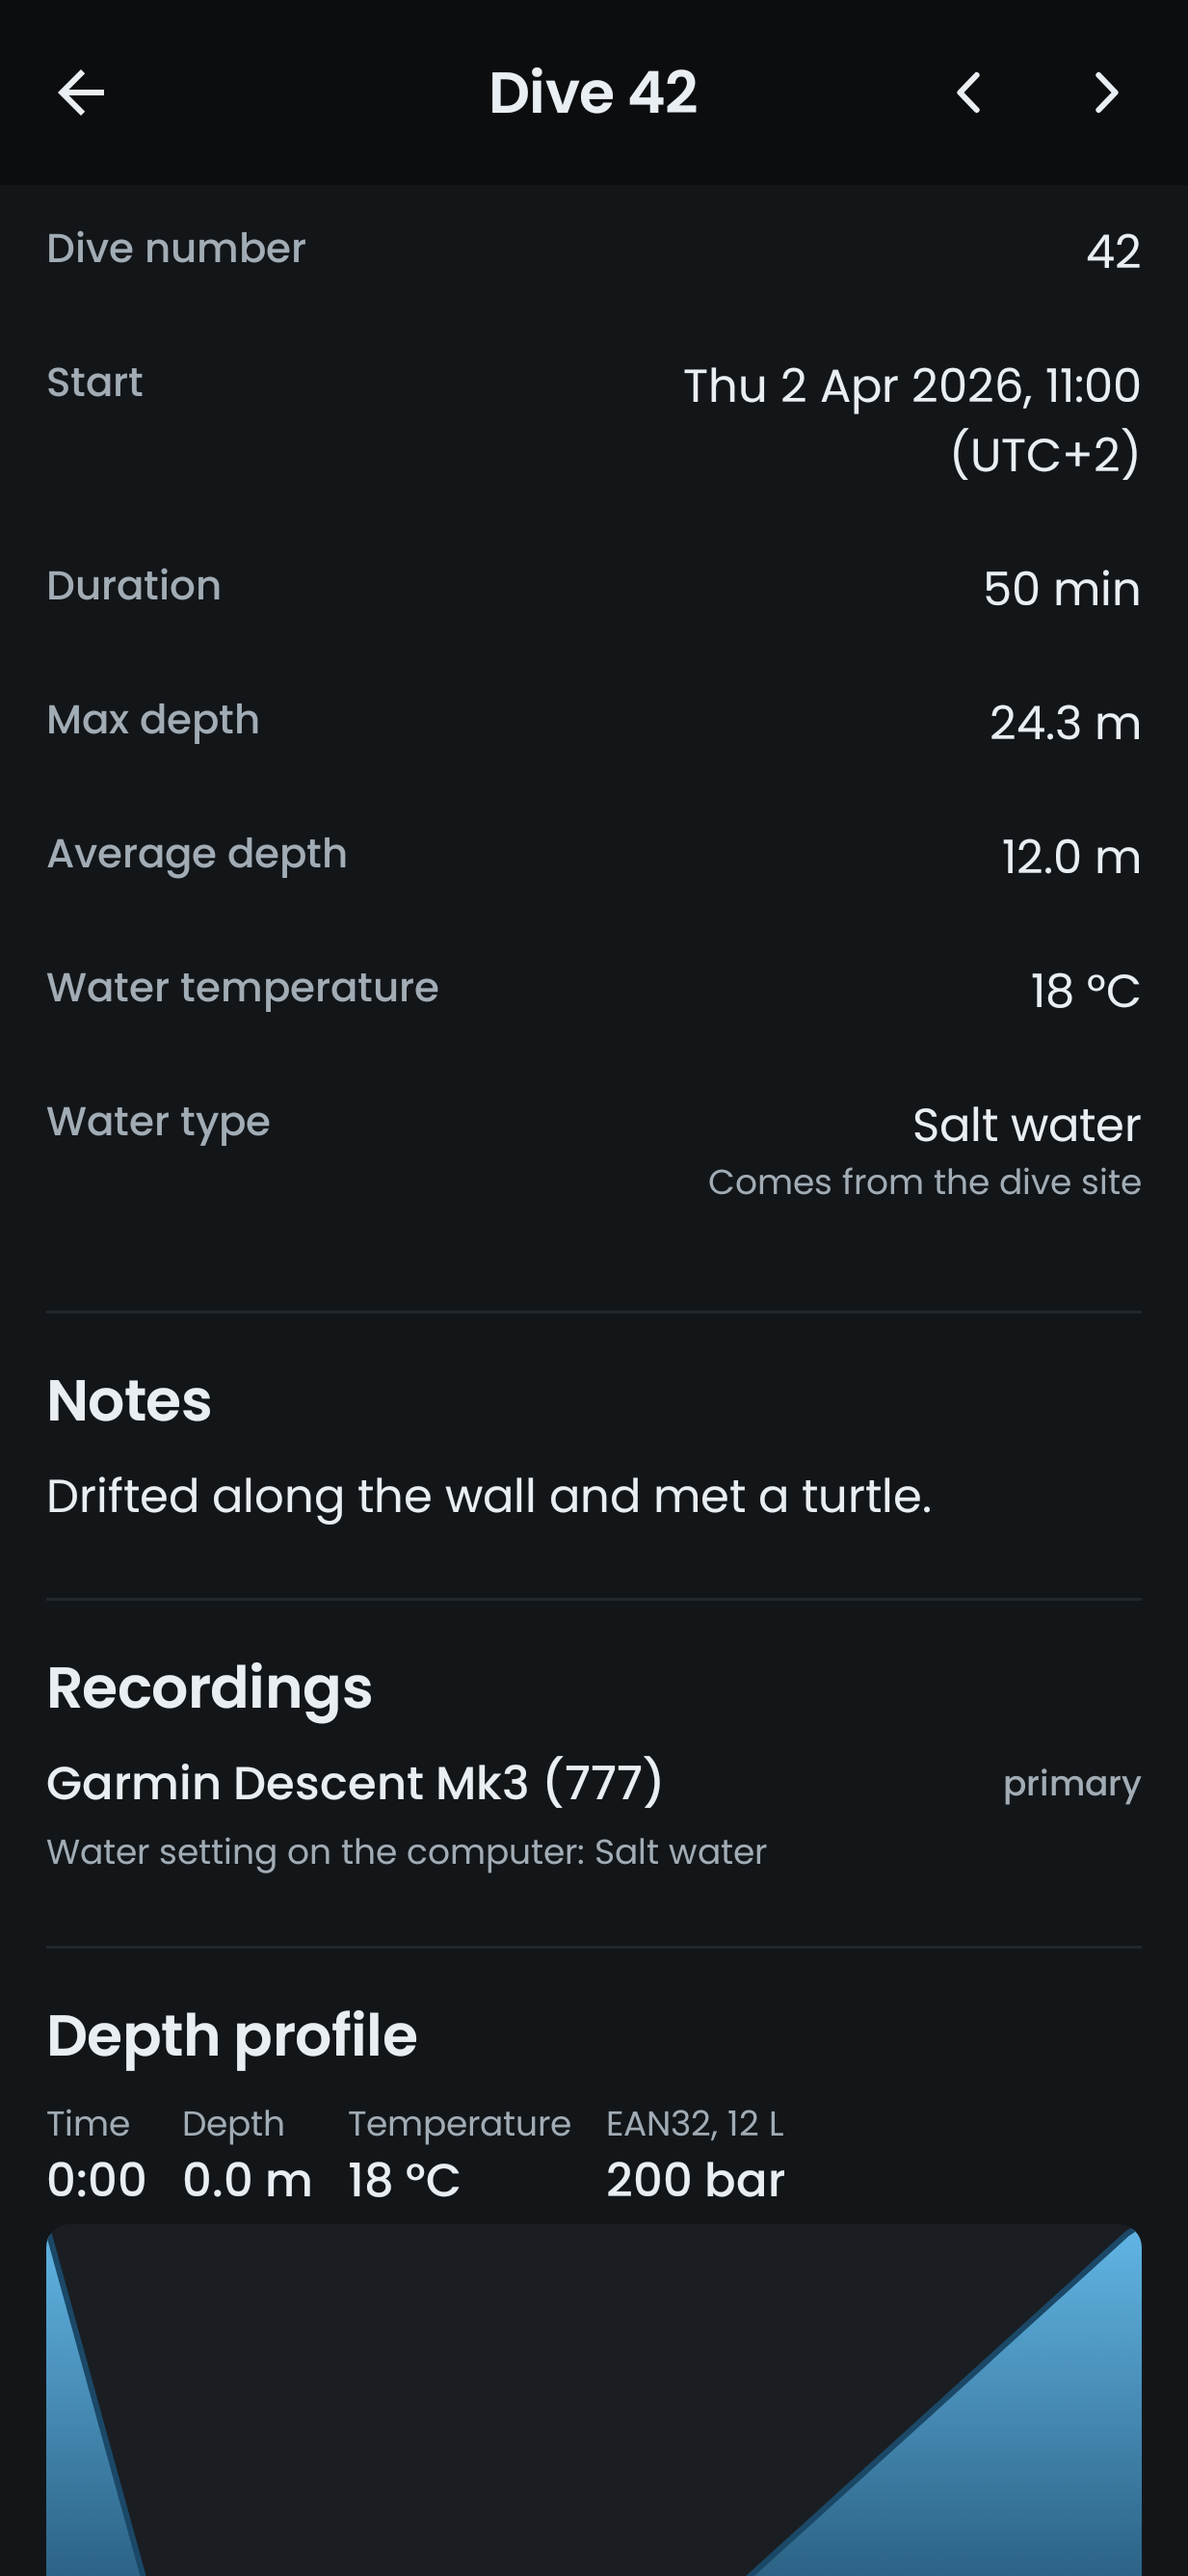 Dive 42
Dive number 42
Start Thu 2 Apr 2026, 11:00
(UTC+2)
Duration 50 min
Max depth 24.3 m
Average depth 12.0 m
Water temperature 18 °C
Water type Salt water
Comes from the dive site
Notes
Drifted along the wall and met a turtle.
Recordings
Garmin Descent Mk3 (777) primary
Water setting on the computer: Salt water
Depth profile
Time Depth Temperature EAN32, 12 L
0:00 0.0 m 18 °C 200 bar